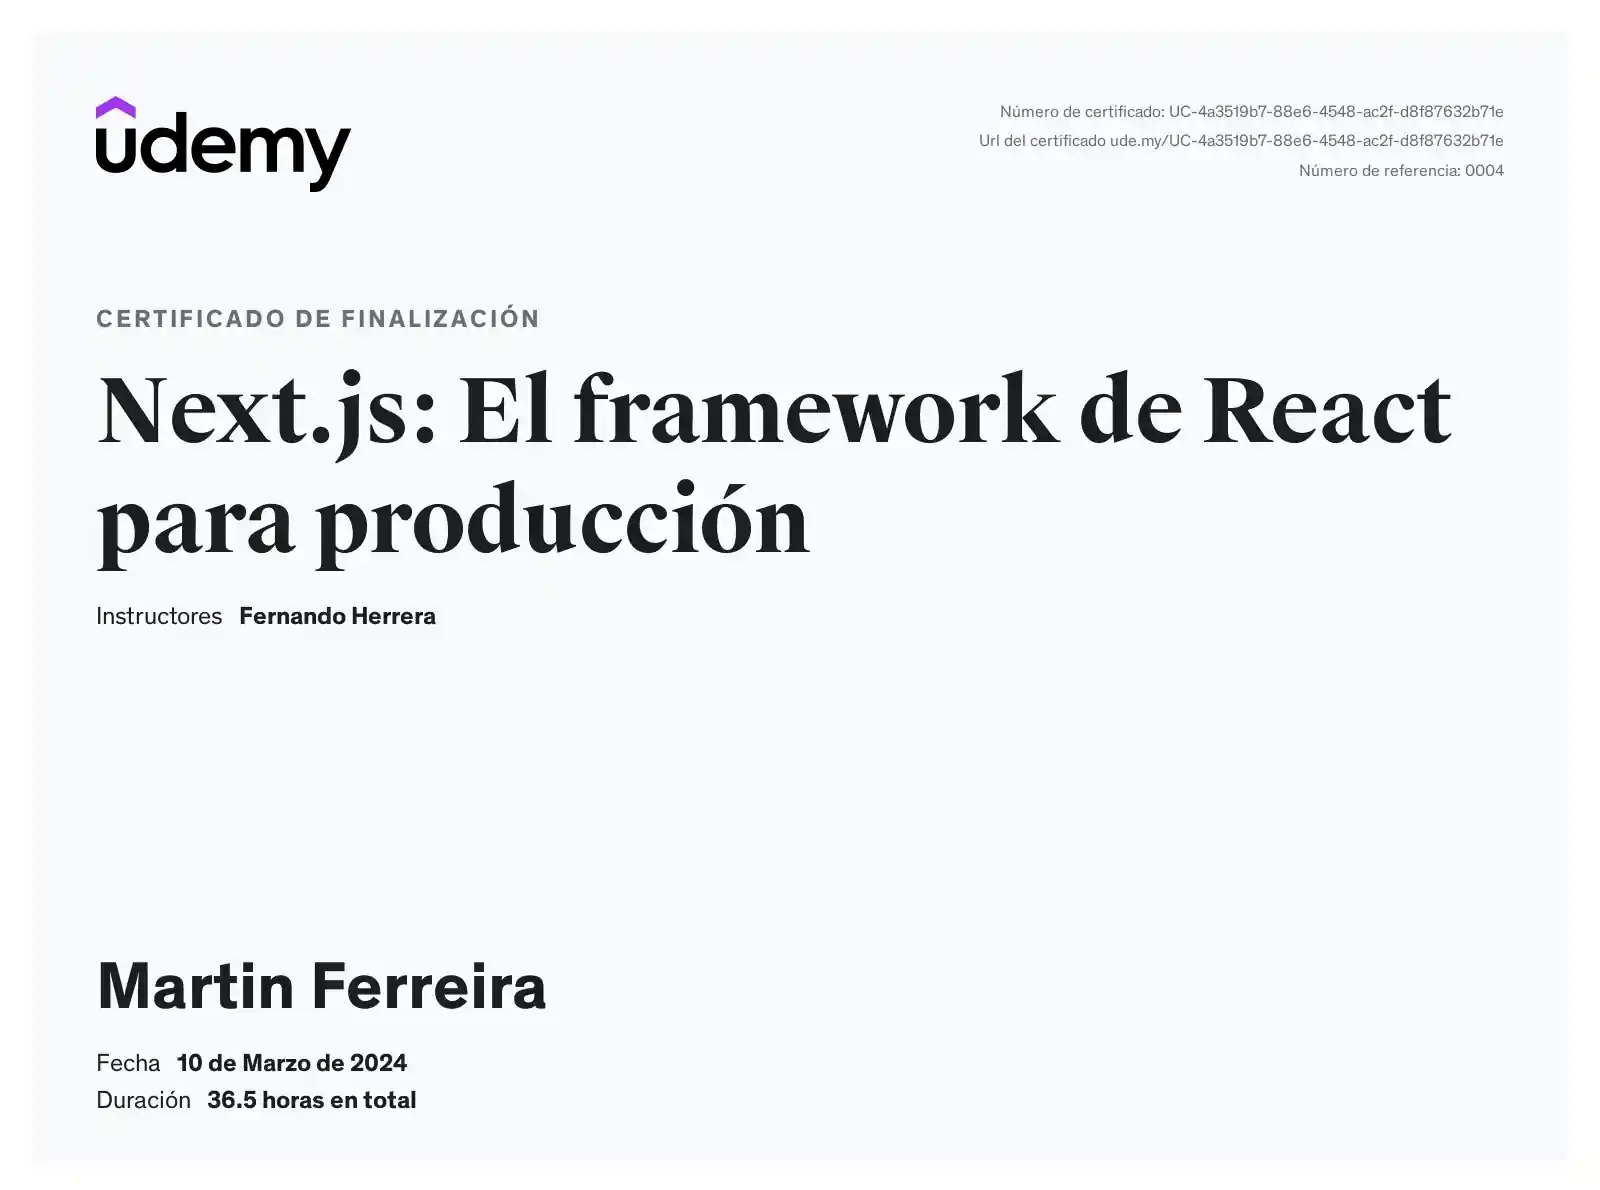 udemy
Número de certificado: UC-4a3519b7-88e6-4548-ac2f-d8f87632b71e
Url del certificado ude.my/UC-4a3519b7-88e6-4548-ac2f-d8f87632b71e
Número de referencia: 0004
CERTIFICADO DE FINALIZACIÓN
Next.js: El framework de React
para producción
Instructores Fernando Herrera
Martin Ferreira
Fecha 10 de Marzo de 2024
Duración 36.5 horas en total